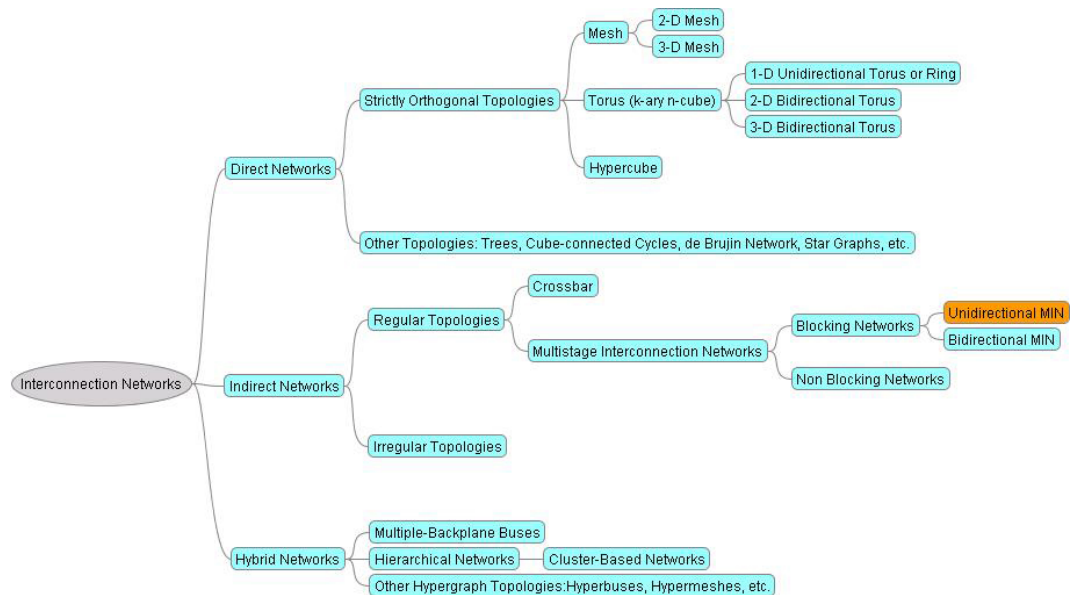 2-D Mesh
Mesh
3-D Mesh
1-D Unidirectional Torus or Ring
Strictly Orthogonal Topologies
Torus (k-ary n-cube)
2-D Bidirectional Torus
3-D Bidirectional Torus
Direct Networks
Hypercube
Other Topologies: Trees, Cube-connected Cycles, de Brujin Network, Star Graphs, etc.
Crossbar
Regular Topologies
Unidirectional MIN
Blocking Networks
Bidirectional MIN
Multistage Interconnection Networks
Non Blocking Networks
Interconnection Networks
Indirect Networks
Irregular Topologies
Multiple-Backplane Buses
Hybrid Networks
Hierarchical Networks
Cluster-Based Networks
Other Hypergraph Topologies:Hyperbuses, Hypermeshes, etc.